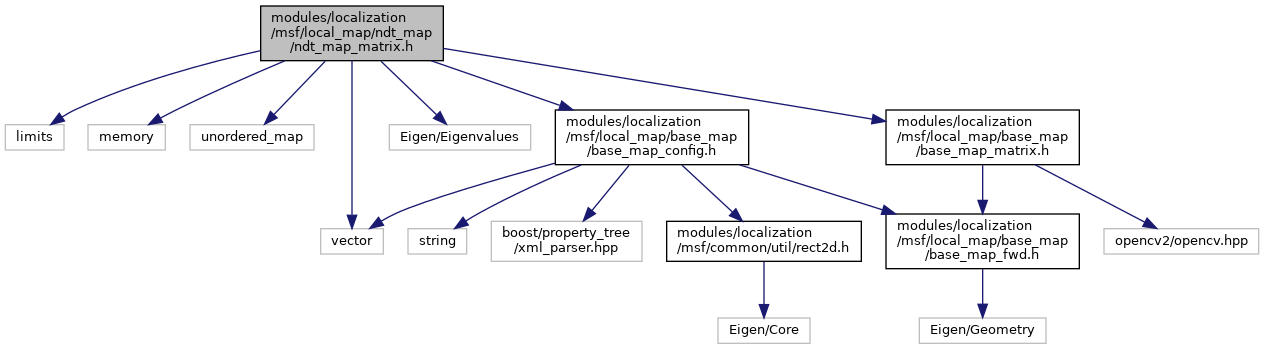 modules/localization
/msf/local_map/ndt_map
/ndt_map_matrix.h
limits
memory
unordered_map
Eigen/Eigenvalues
modules/localization
/msf/local_map/base_map
/base_map_config.h
modules/localization
/msf/local_map/base_map
/base_map_matrix.h
vector
string
boost/property_tree
/xml_parser.hpp
modules/localization
/msf/common/util/rect2d.h
modules/localization
/msf/local_map/base_map
/base_map_fwd.h
opencv2/opencv.hpp
Eigen/Core
Eigen/Geometry